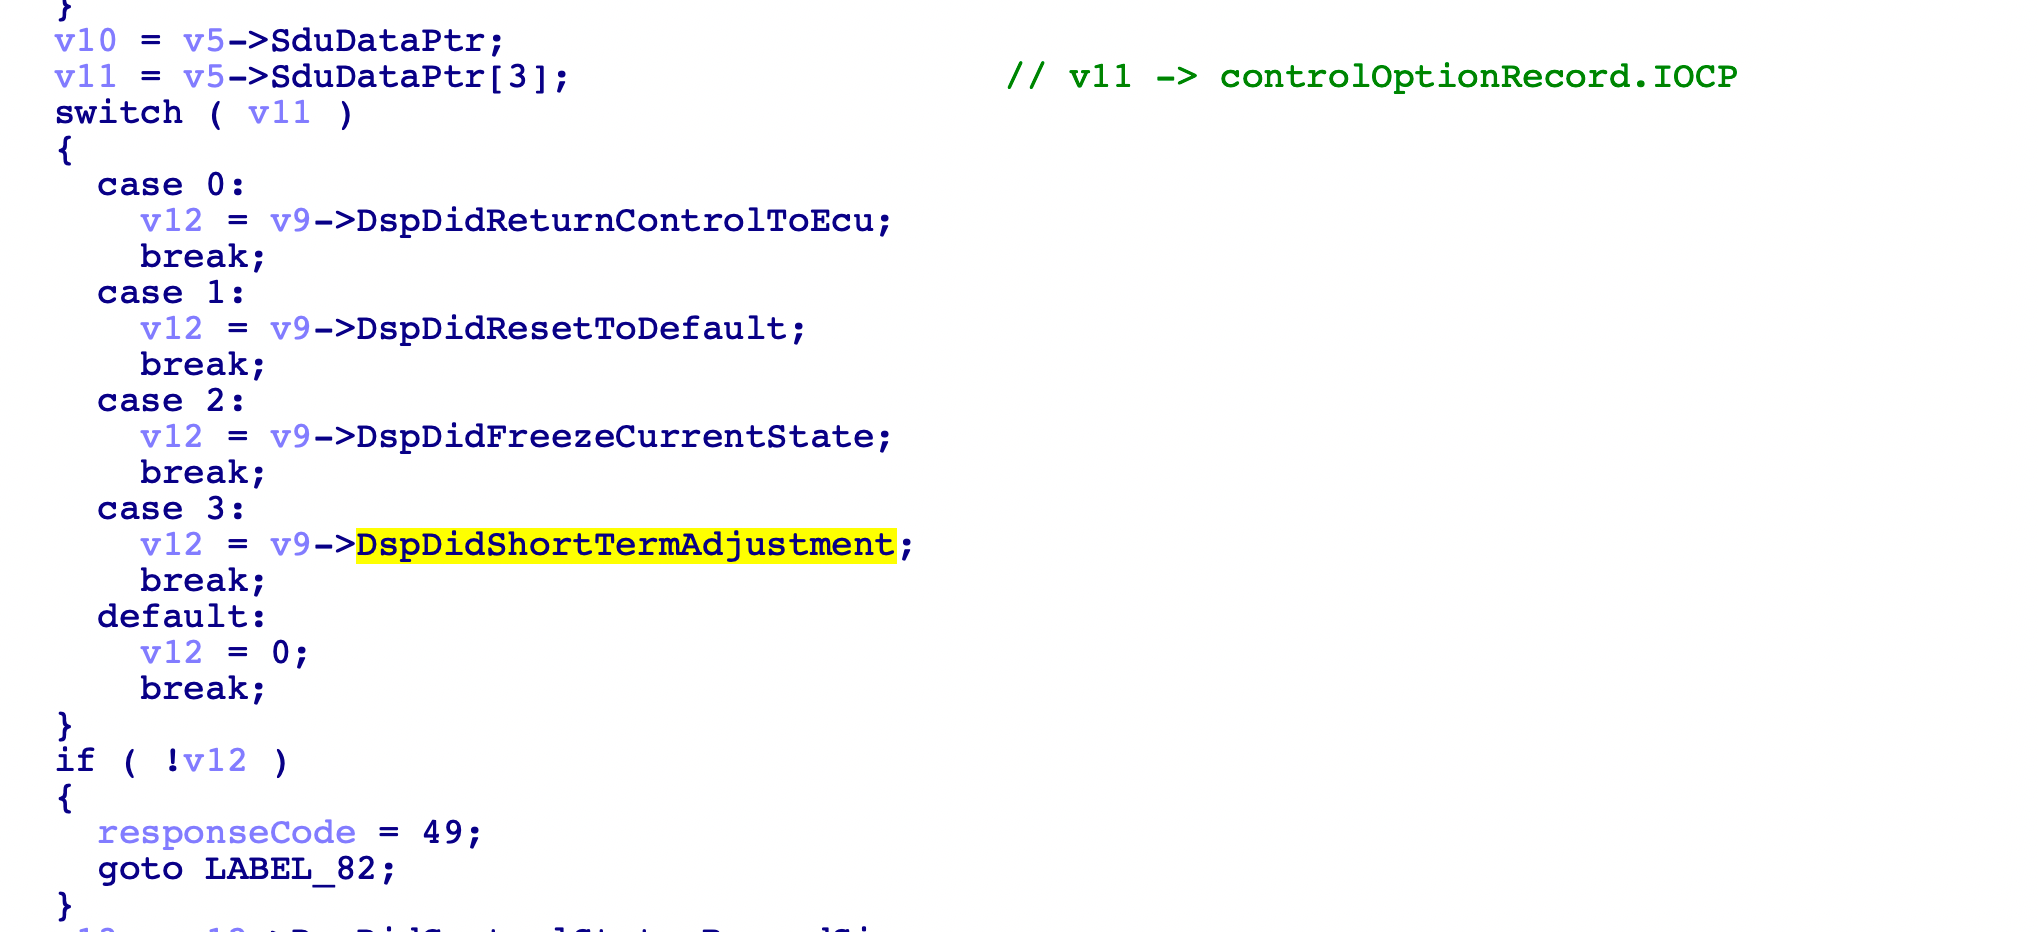 }
v10 = v5->SduDataPtr;
v11 = v5->SduDataPtr[3]; // v11 -> controlOptionRecord.IOCP
switch ( v11 )
{
case 0:
v12 = v9->DspDidReturnControlToEcu;
break;
case 1:
v12 = v9->DspDidResetToDefault;
break;
case 2:
v12 = v9->DspDidFreezeCurrentState;
break;
case 3:
v12 = v9->DspDidShortTermAdjustment;
break;
default:
v12 = 0;
break;
}
if ( !v12 )
{
responseCode = 49;
goto LABEL_82;
}